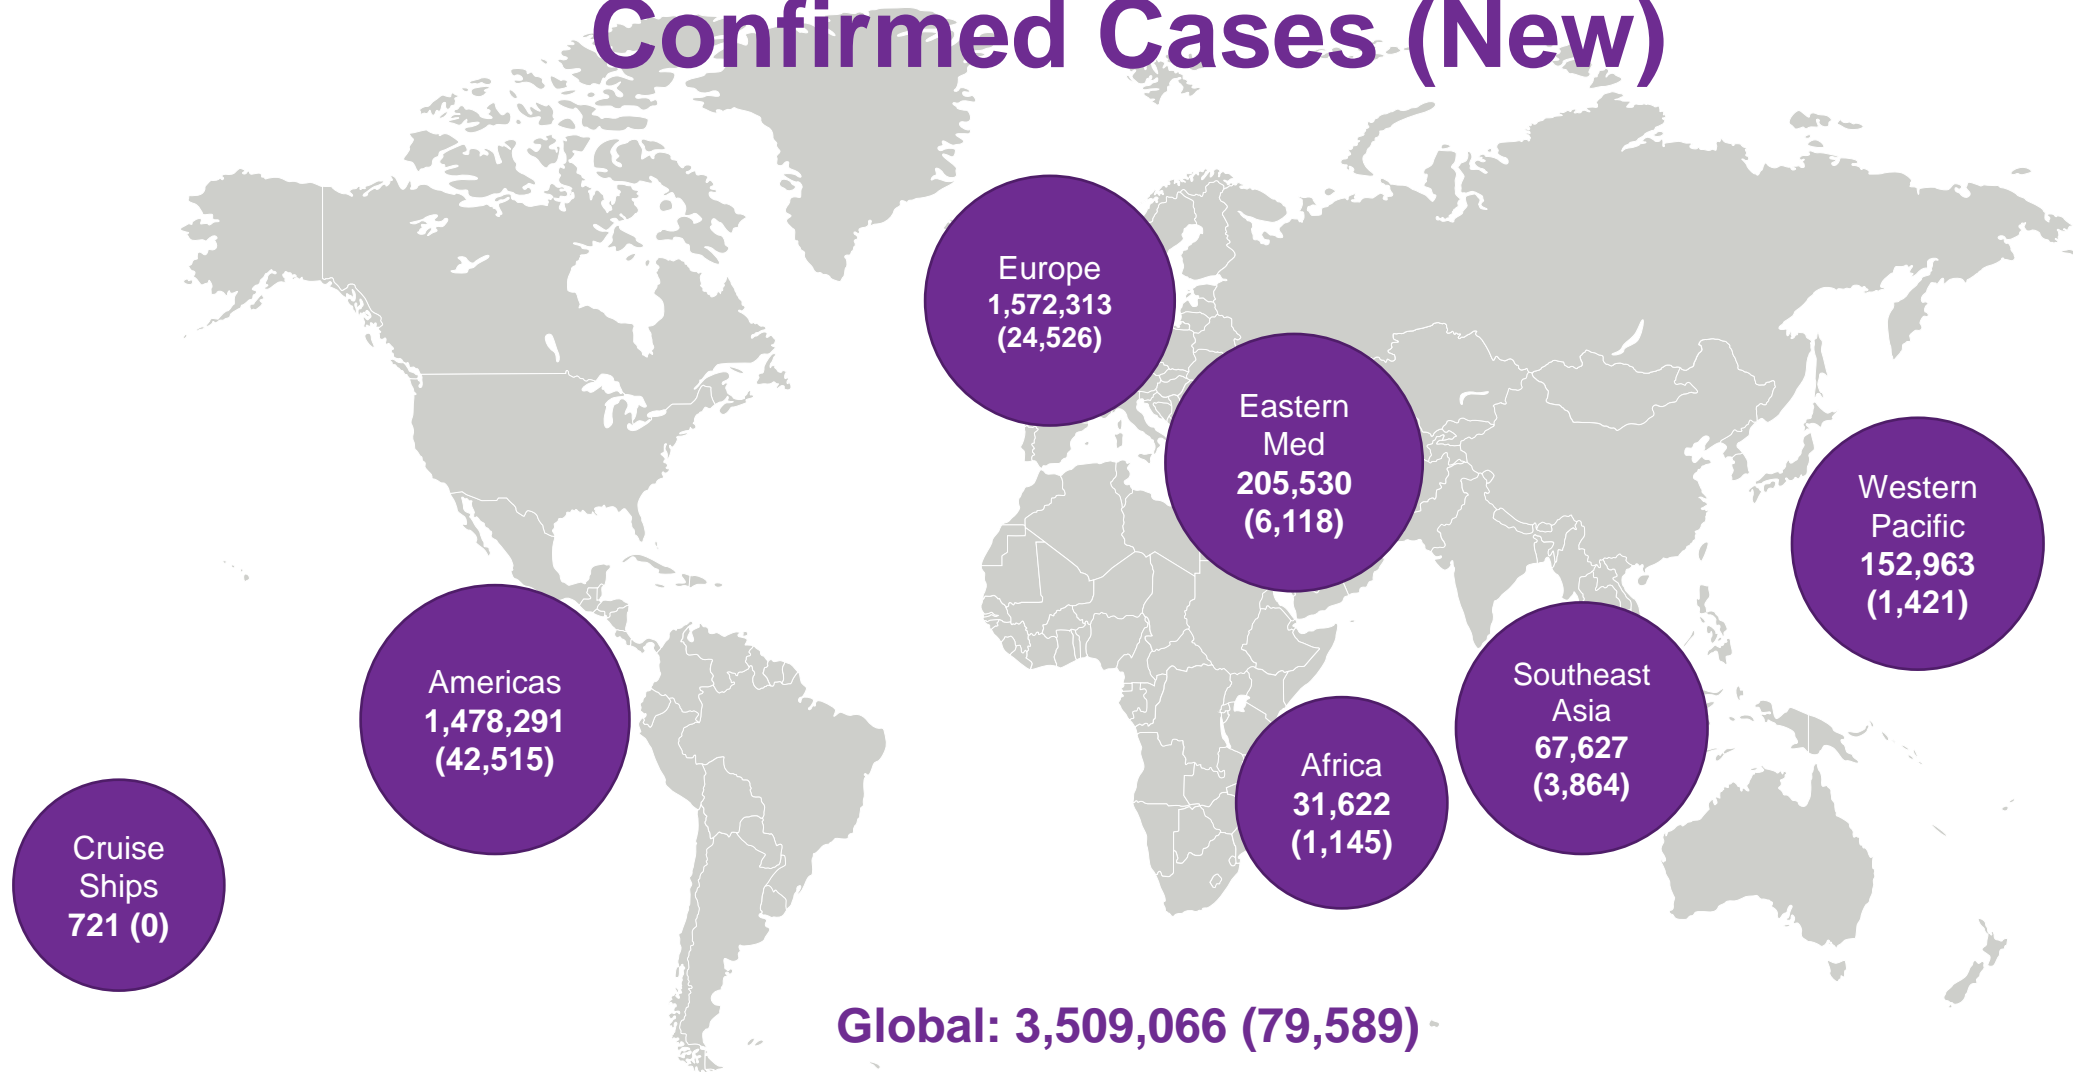 Confirmed Cases (New)
Europe
1,572,313
(24,526)
Eastern
Med
205,530
(6,118)
Western
Pacific
152,963
(1,421)
Americas
1,478,291
(42,515)
Southeast
Asia
67,627
(3,864)
Africa
31,622
(1,145)
Cruise
Ships
721 (0)
Global: 3,509,066 (79,589)